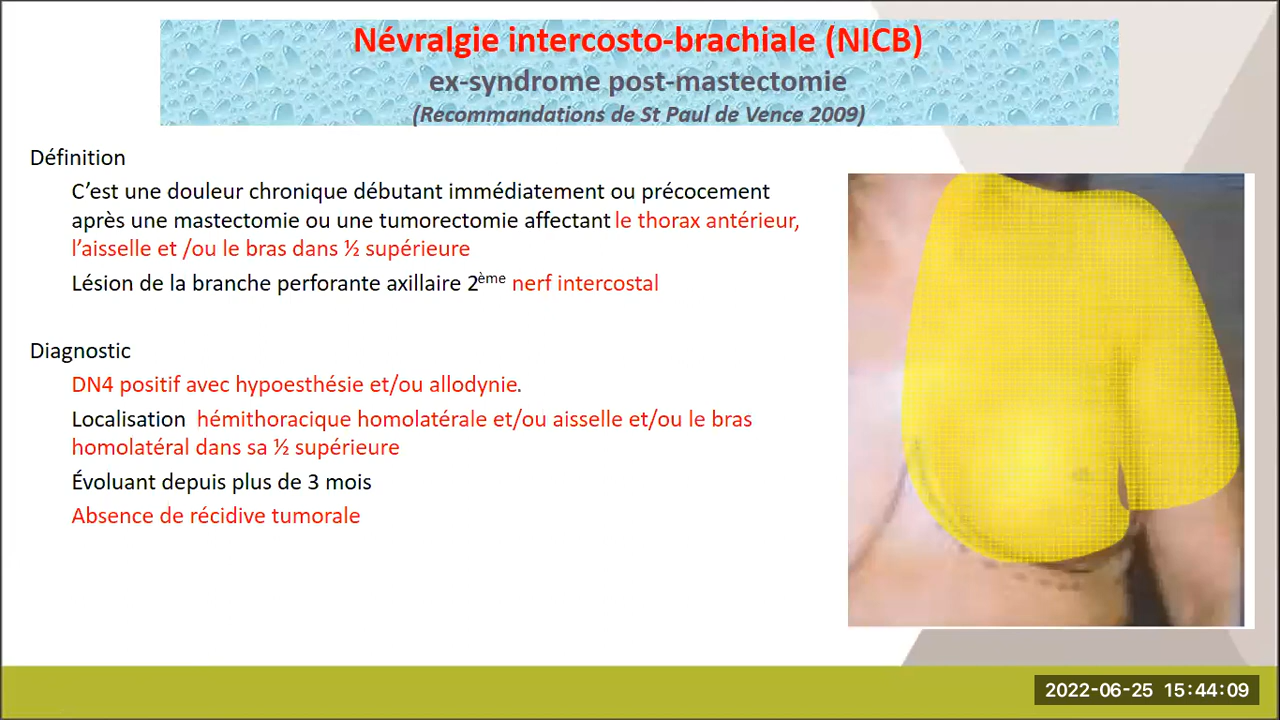 Névralgie intercosto-brachiale (NICB)
ex-syndrome post-mastectomie
(Recommandations de St Paul de Vence 2009)
Définition
C’est une douleur chronique débutant immédiatement ou précocement
après une mastectomie ou une tumorectomie affectant le thorax antérieur,
l’aisselle et /ou le bras dans ½ supérieure
Lésion de la branche perforante axillaire 2ème nerf intercostal
Diagnostic
DN4 positif avec hypoesthésie et/ou allodynie.
Localisation hémithoracique homolatérale et/ou aisselle et/ou le bras
homolatéral dans sa ½ supérieure
Évoluant depuis plus de 3 mois
Absence de récidive tumorale
2022-06-25 15:44:09